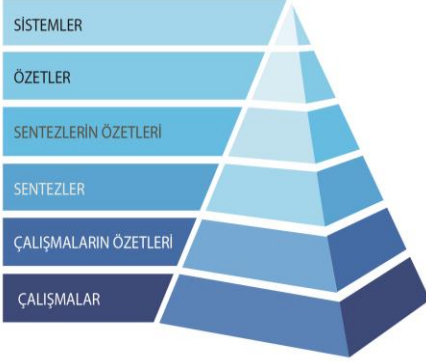 SİSTEMLER
ÖZETLER
SENTEZLERİN ÖZETLERİ
SENTEZLER
ÇALIŞMALARIN ÖZETLERİ
ÇALIŞMALAR